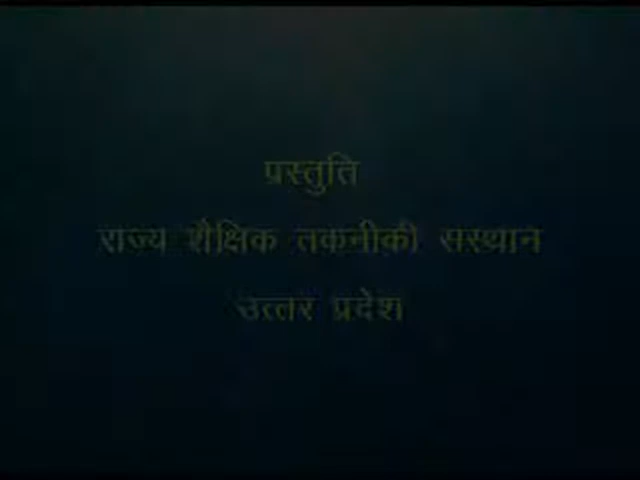 प्रस्तुति
राज्य शैक्षिक तकनीकी संस्थान
उत्तर प्रदेश